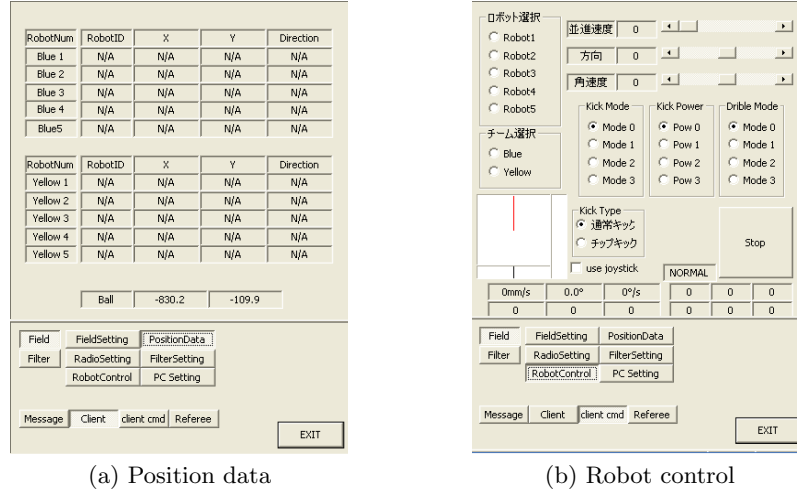 RobotNum RobotID X Y Direction
Blue 1 N/A N/A N/A N/A
Blue 2 N/A N/A N/A N/A
Blue 3 N/A N/A N/A N/A
Blue 4 N/A N/A N/A N/A
Blue5 N/A N/A N/A N/A
RobotNum RobotID X Y Direction
Yellow 1 N/A N/A N/A N/A
Yellow 2 N/A N/A N/A N/A
Yellow 3 N/A N/A N/A N/A
Yellow 4 N/A N/A N/A N/A
Yellow 5 N/A N/A N/A N/A
Ball -830.2 -109.9
Field FieldSetting PositionData
Filter RadioSetting FilterSetting
RobotControl PC Setting
Message Client client cmd Referee
EXIT
(a) Position data
ロボット選択
Robot1
Robot2
Robot3
Robot4
Robot5
チーム選択
Blue
Yellow
並進速度 0
方向 0
角速度 0
Kick Mode
Mode 0
Mode 1
Mode 2
Mode 3
Kick Power
Pow 0
Pow 1
Pow 2
Pow 3
Drible Mode
Mode 0
Mode 1
Mode 2
Mode 3
Kick Type
通常キック
チップキック
use joystick
Stop
NORMAL
0mm/s 0.0° 0°/s 0 0 0
0 0 0 0 0 0
Field FieldSetting PositionData
Filter RadioSetting FilterSetting
RobotControl PC Setting
Message Client client cmd Referee
EXIT
(b) Robot control